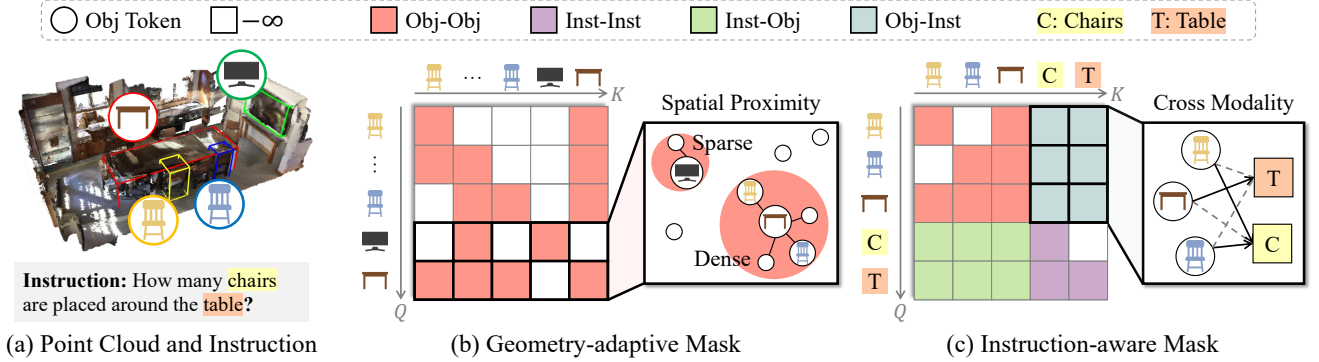 Obj Token
−∞
Obj-Obj
Inst-Inst
Inst-Obj
Obj-Inst
C: Chairs
T: Table
Instruction: How many chairs
are placed around the table?
(a) Point Cloud and Instruction
...
K
...
Q
Spatial Proximity
Sparse
Dense
(b) Geometry-adaptive Mask
C
T
K
C
T
Q
Cross Modality
T
C
(c) Instruction-aware Mask